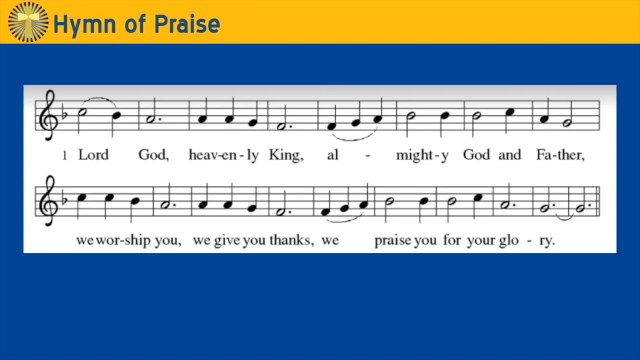 Hymn of Praise
1 Lord God, heav-en-ly King, al - might-y God and Fa-ther,
we wor-ship you, we give you thanks, we praise you for your glo - ry.